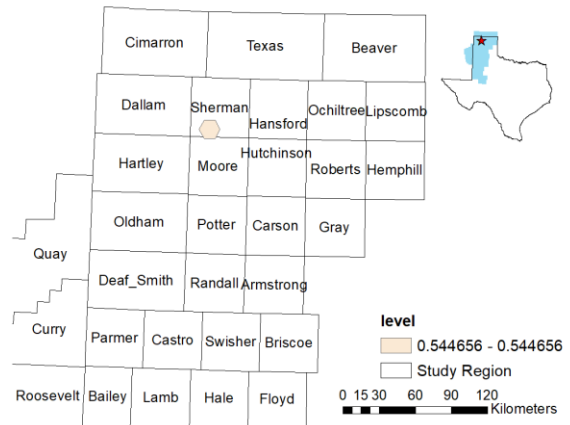 Cimarron Texas Beaver
Dallam Sherman Hansford Ochiltree Lipscomb
Hartley Moore Hutchinson Roberts Hemphill
Oldham Potter Carson Gray
Quay
Deaf_Smith Randall Armstrong
Curry Parmer Castro Swisher Briscoe
Roosevelt Bailey Lamb Hale Floyd
level
0.544656 - 0.544656
Study Region
0 15 30 60 90 120
Kilometers